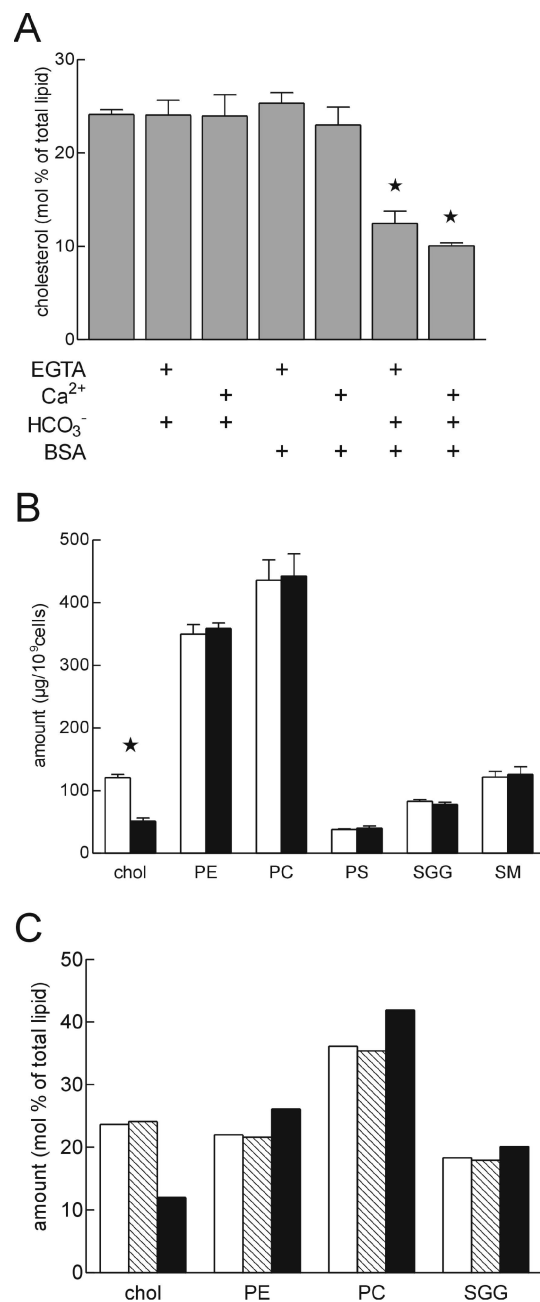 A
30
20
10
0
cholesterol (mol % of total lipid)
★
★
EGTA + + +
Ca²⁺ + + +
HCO₃⁻ + + + +
BSA + + + +
B
500
400
300
200
100
0
amount (µg/10⁹cells)
★
chol PE PC PS SGG SM
C
50
40
30
20
10
0
amount (mol % of total lipid)
chol PE PC SGG